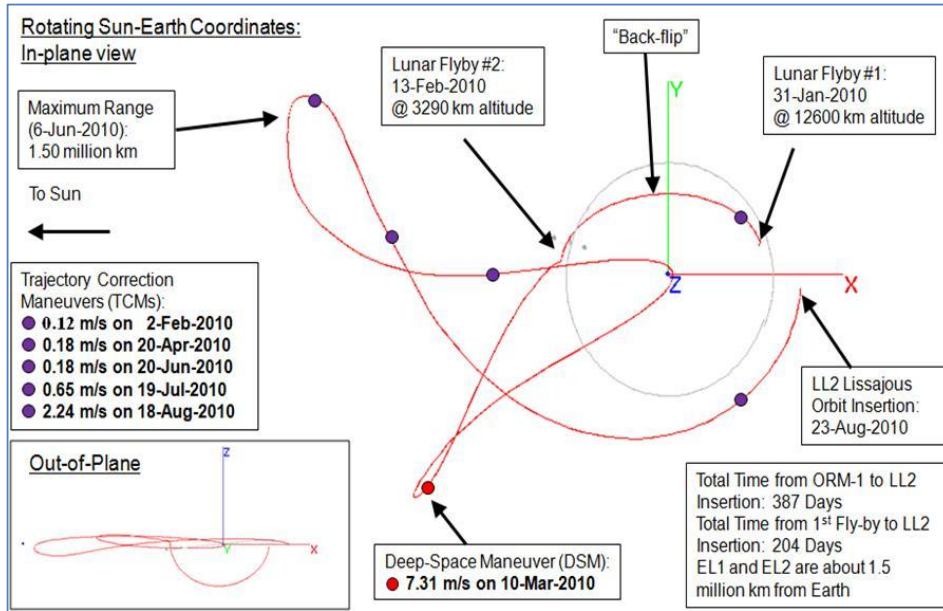 Rotating Sun-Earth Coordinates:
In-plane view
"Back-flip"
Lunar Flyby #2:
13-Feb-2010
@ 3290 km altitude
Lunar Flyby #1:
31-Jan-2010
@ 12600 km altitude
Maximum Range
(6-Jun-2010):
1.50 million km
Y
To Sun
Z
X
Trajectory Correction
Maneuvers (TCMs):
0.12 m/s on 2-Feb-2010
0.18 m/s on 20-Apr-2010
0.18 m/s on 20-Jun-2010
0.65 m/s on 19-Jul-2010
2.24 m/s on 18-Aug-2010
LL2 Lissajous
Orbit Insertion:
23-Aug-2010
Out-of-Plane
Z
Y
X
Deep-Space Maneuver (DSM):
7.31 m/s on 10-Mar-2010
Total Time from ORM-1 to LL2
Insertion: 387 Days
Total Time from 1st Fly-by to LL2
Insertion: 204 Days
EL1 and EL2 are about 1.5
million km from Earth